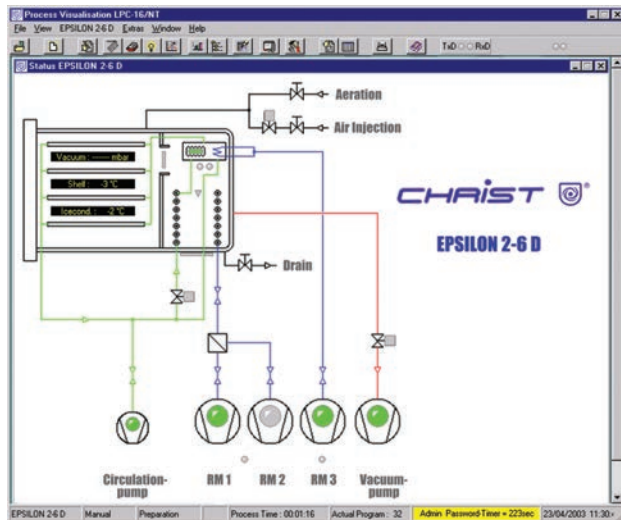 Process Visualisation LPC-16/NT
File View EPSILON 2-6 D Extras Window Help
TxD RxD
Status EPSILON 2-6 D
Aeration
Air Injection
Vacuum : ------ mbar
Shelf : -3 °C
Icecond. : -2 °C
CHRIST ®
EPSILON 2-6 D
Drain
Circulation-
pump
RM 1
RM 2
RM 3
Vacuum-
pump
EPSILON 2-6 D Manual Preparation Process Time : 00:01:16 Actual Program : 32 Admin Password-Timer = 223sec 23/04/2003 11:30: